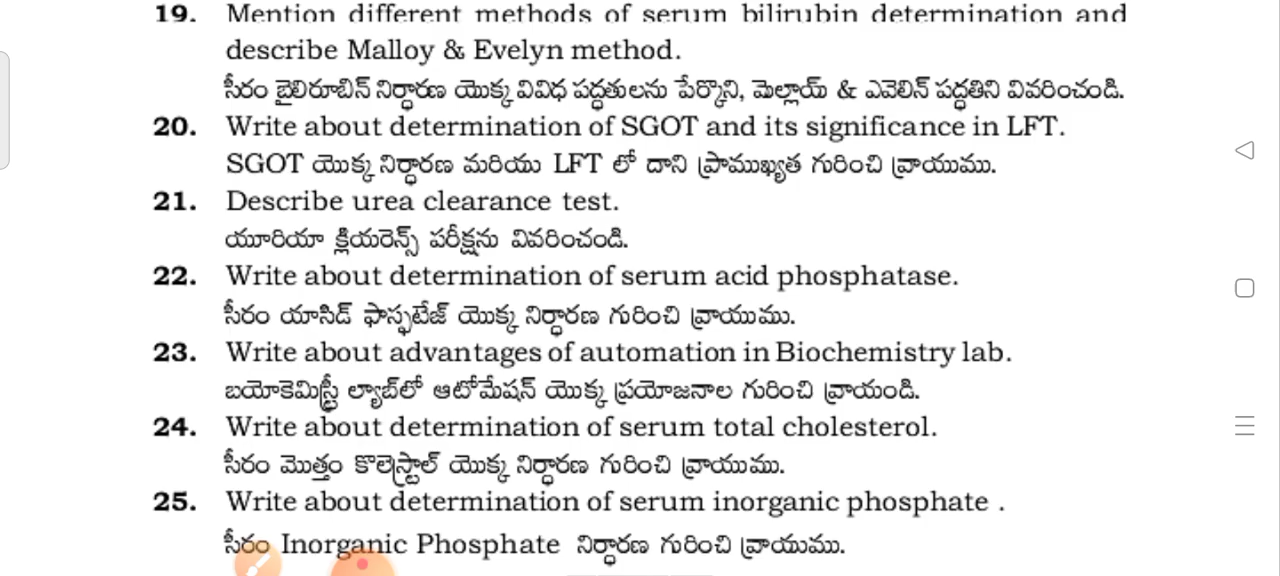 19. Mention different methods of serum bilirubin determination and
describe Malloy & Evelyn method.
సీరం బైలిరూబిన్ నిర్ధారణ యొక్క వివిధ పద్ధతులను పేర్కొని, మెల్లాయ్ & ఎవెలిన్ పద్ధతిని వివరించండి.
20. Write about determination of SGOT and its significance in LFT.
SGOT యొక్క నిర్ధారణ మరియు LFT లో దాని ప్రాముఖ్యత గురించి వ్రాయుము.
21. Describe urea clearance test.
యూరియా క్లియరెన్స్ పరీక్షను వివరించండి.
22. Write about determination of serum acid phosphatase.
సీరం యాసిడ్ ఫాస్ఫటేజ్ యొక్క నిర్ధారణ గురించి వ్రాయుము.
23. Write about advantages of automation in Biochemistry lab.
బయోకెమిస్ట్రీ ల్యాబ్‌లో ఆటోమేషన్ యొక్క ప్రయోజనాల గురించి వ్రాయండి.
24. Write about determination of serum total cholesterol.
సీరం మొత్తం కొలెస్ట్రాల్ యొక్క నిర్ధారణ గురించి వ్రాయుము.
25. Write about determination of serum inorganic phosphate .
సీరం Inorganic Phosphate నిర్ధారణ గురించి వ్రాయుము.